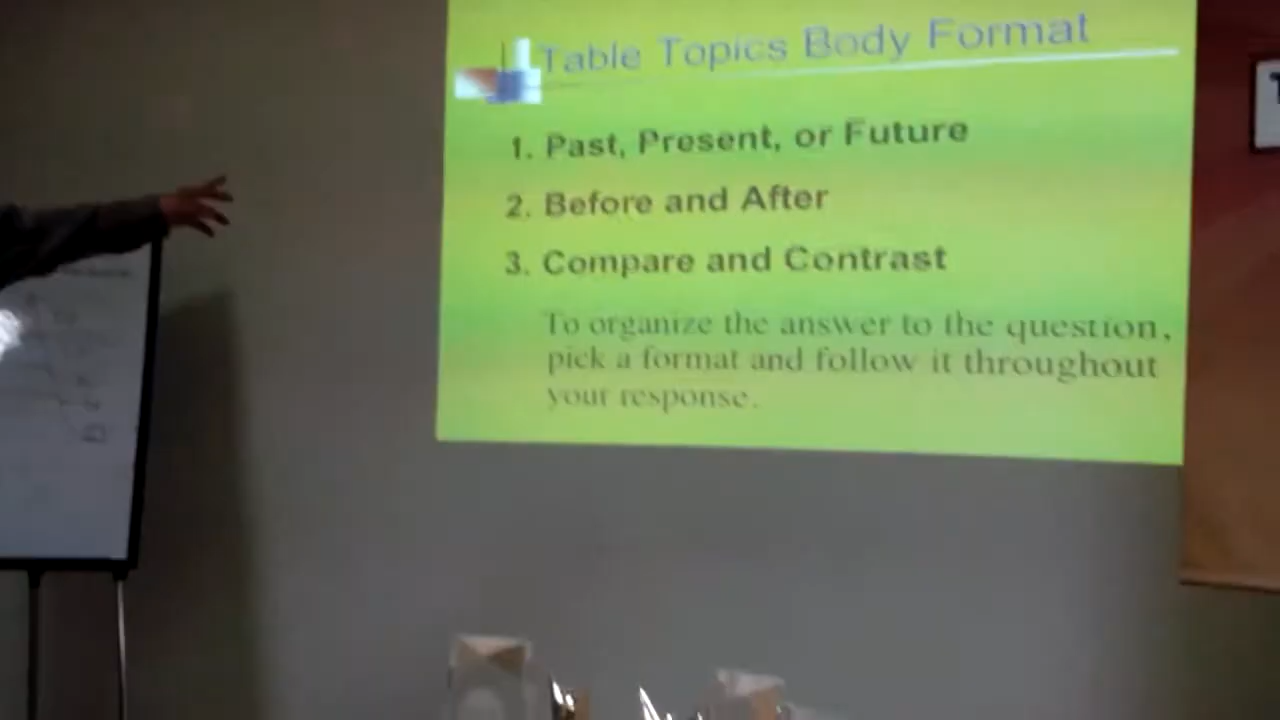 Table Topics Body Format
1. Past, Present, or Future
2. Before and After
3. Compare and Contrast
To organize the answer to the question,
pick a format and follow it throughout
your response.